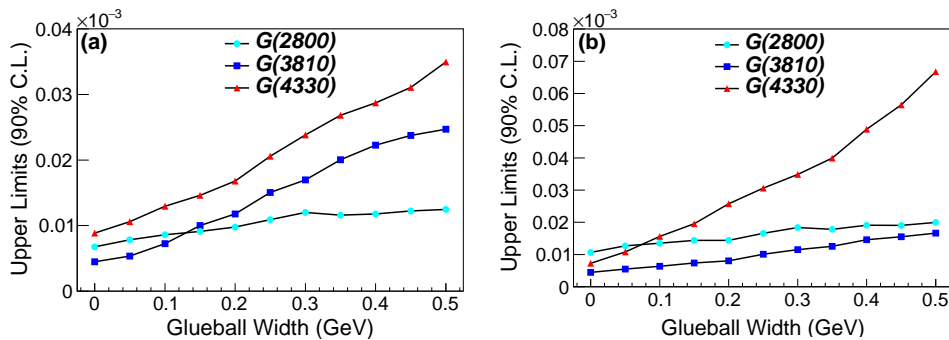 ×10⁻³
0.04
(a)
G(2800)
G(3810)
G(4330)
0.03
0.02
0.01
0
Upper Limits (90% C.L.)
0 0.1 0.2 0.3 0.4 0.5
Glueball Width (GeV)
×10⁻³
0.08
(b)
G(2800)
G(3810)
G(4330)
0.07
0.06
0.05
0.04
0.03
0.02
0.01
0
Upper Limits (90% C.L.)
0 0.1 0.2 0.3 0.4 0.5
Glueball Width (GeV)